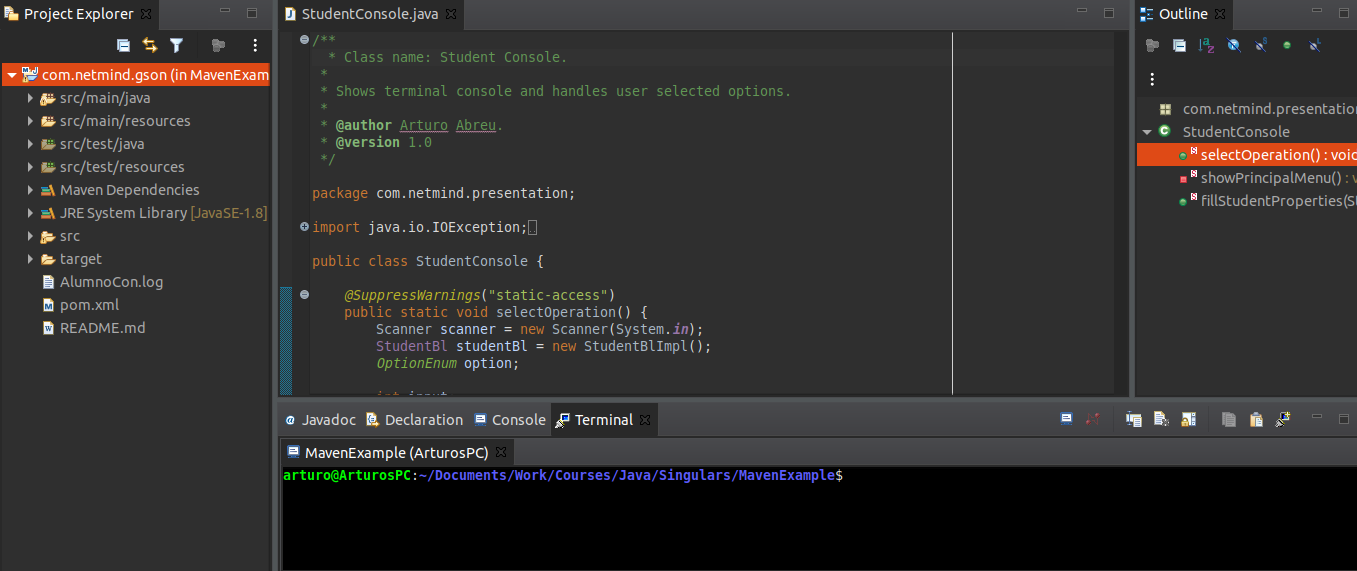 Project Explorer
com.netmind.gson (in MavenExam
src/main/java
src/main/resources
src/test/java
src/test/resources
Maven Dependencies
JRE System Library [JavaSE-1.8]
src
target
AlumnoCon.log
pom.xml
README.md
StudentConsole.java
/**
* Class name: Student Console.
*
* Shows terminal console and handles user selected options.
*
* @author Arturo Abreu.
* @version 1.0
*/
package com.netmind.presentation;
import java.io.IOException;
public class StudentConsole {
@SuppressWarnings("static-access")
public static void selectOperation() {
Scanner scanner = new Scanner(System.in);
StudentBl studentBl = new StudentBlImpl();
OptionEnum option;
int input
Outline
com.netmind.presentation
StudentConsole
selectOperation() : void
showPrincipalMenu() : v
fillStudentProperties(St
Javadoc
Declaration
Console
Terminal
MavenExample (ArturosPC)
arturo@ArturosPC:~/Documents/Work/Courses/Java/Singulars/MavenExample$